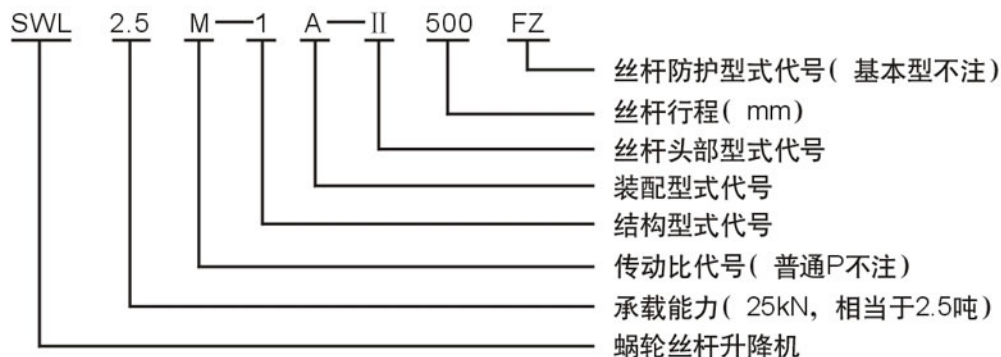 SWL 2.5 M—1 A—Ⅱ 500 FZ
丝杆防护型式代号( 基本型不注)
丝杆行程( mm)
丝杆头部型式代号
装配型式代号
结构型式代号
传动比代号( 普通P不注)
承载能力( 25kN，相当于2.5吨)
蜗轮丝杆升降机